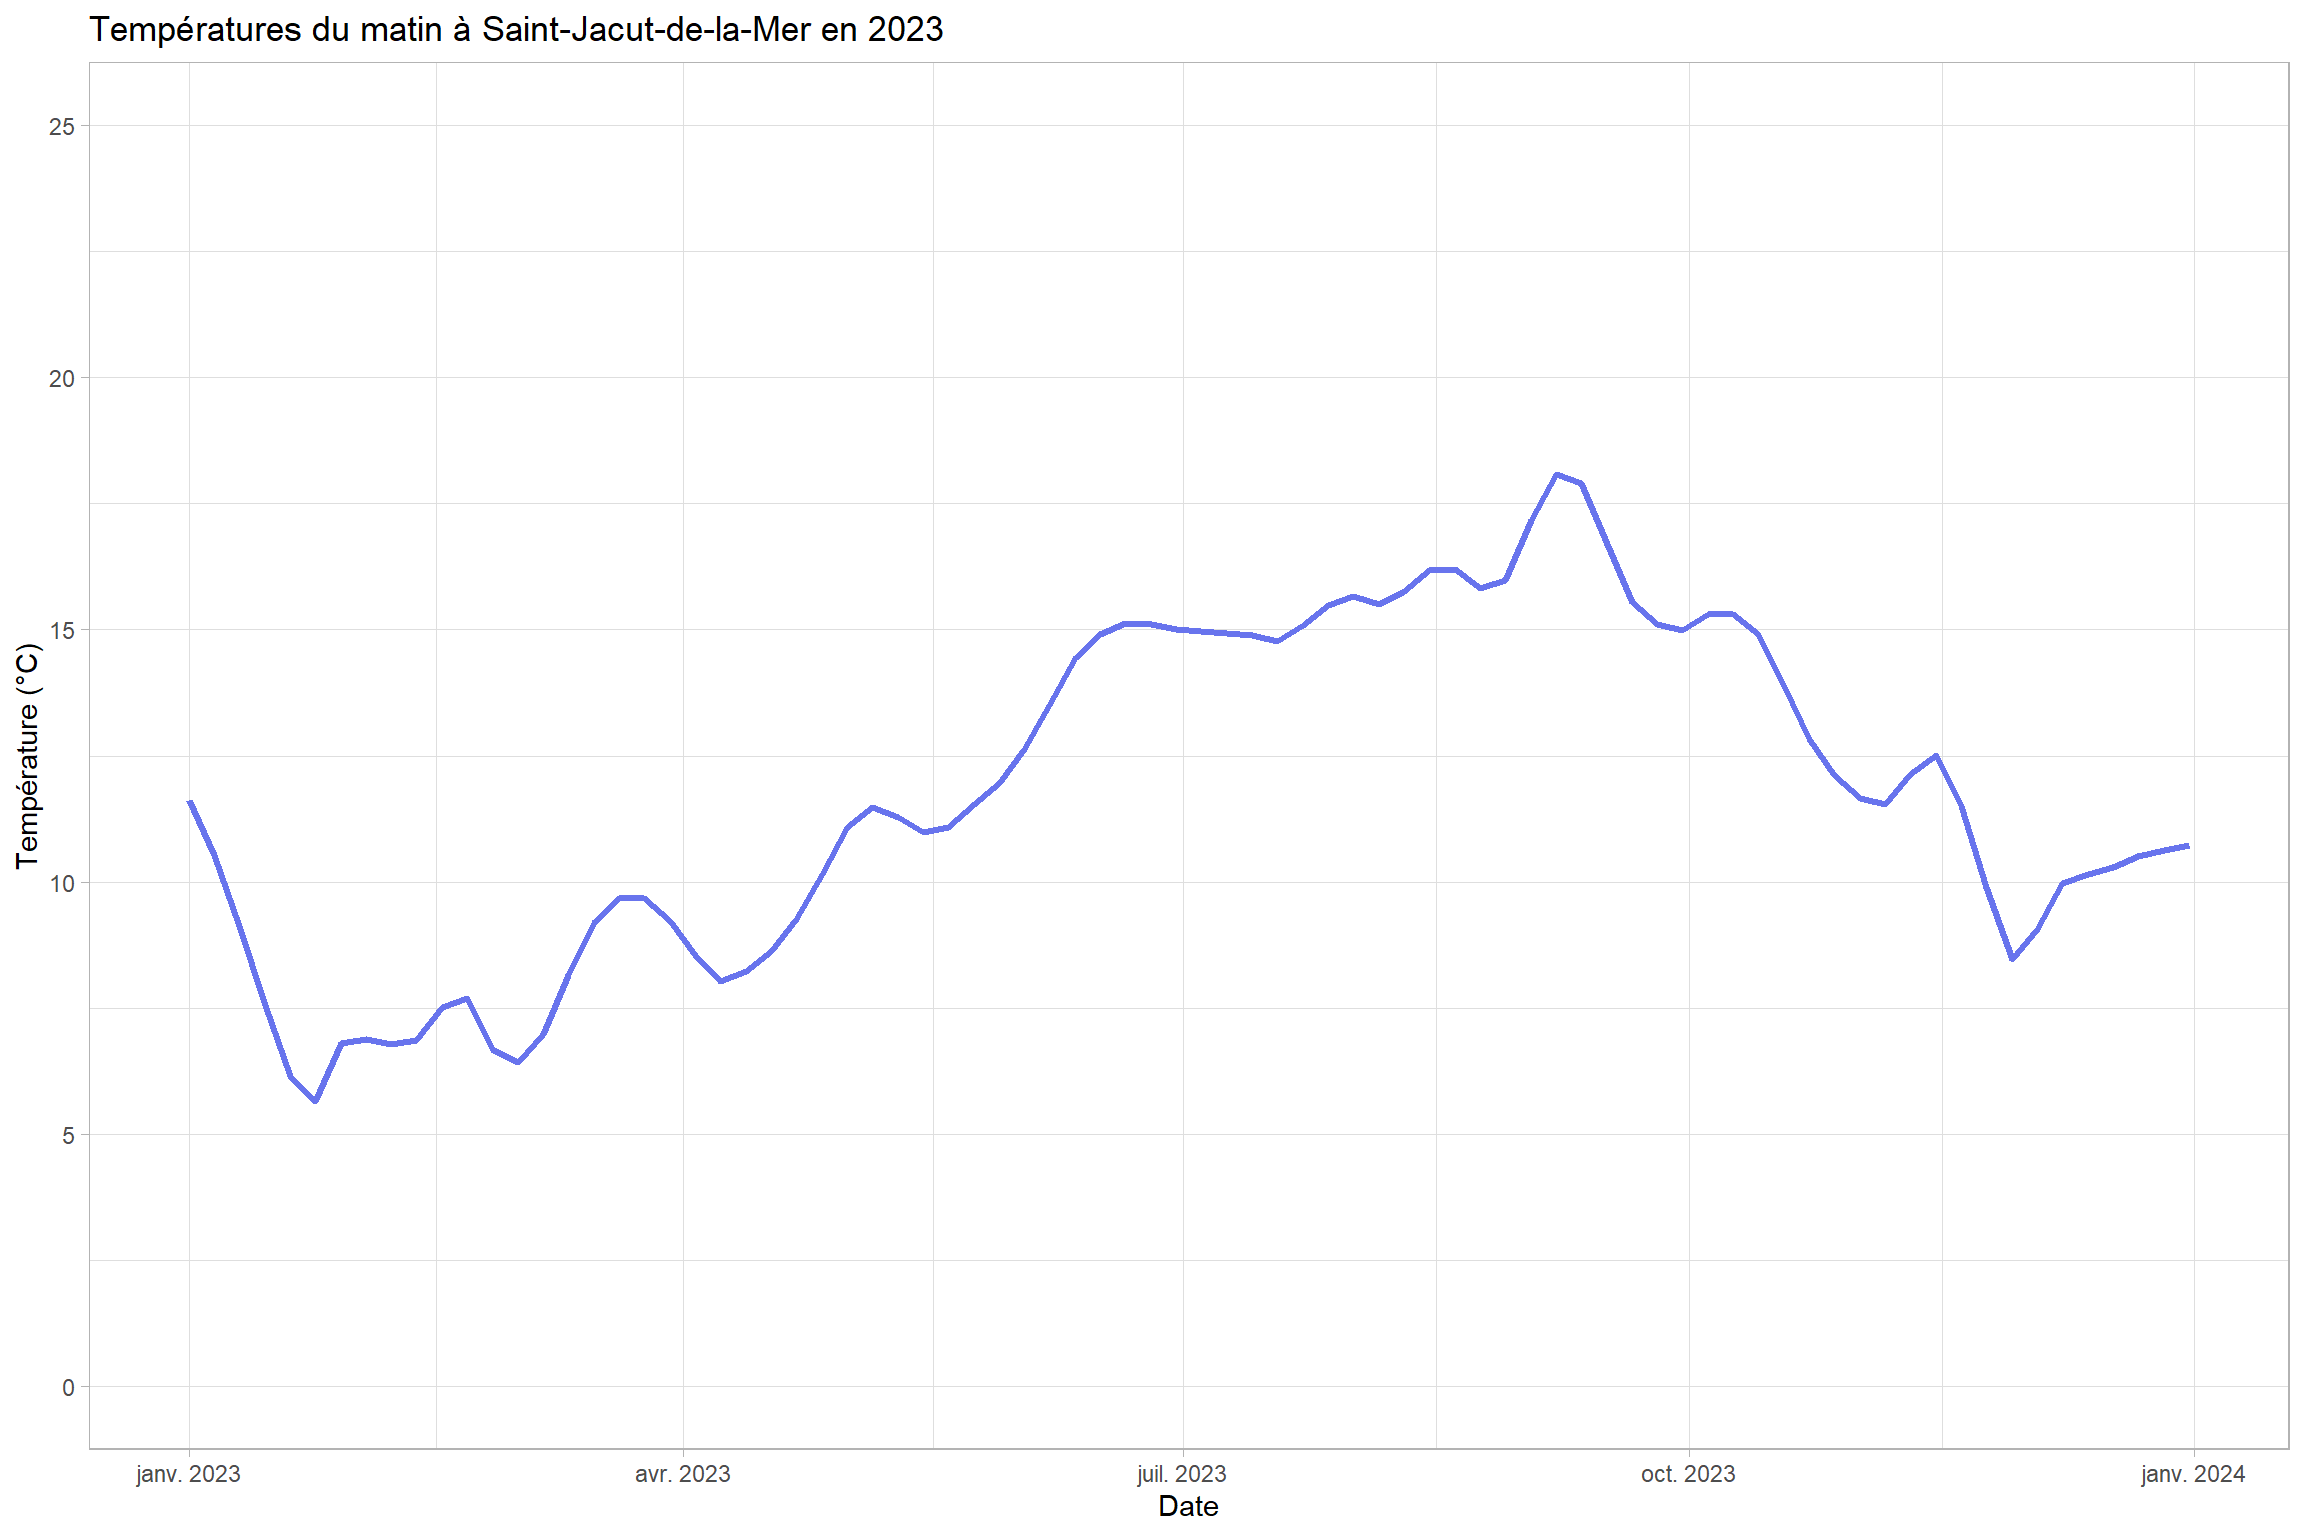 Températures du matin à Saint-Jacut-de-la-Mer en 2023
Température (°C)
25
20
15
10
5
0
janv. 2023 avr. 2023 juil. 2023 oct. 2023 janv. 2024
Date